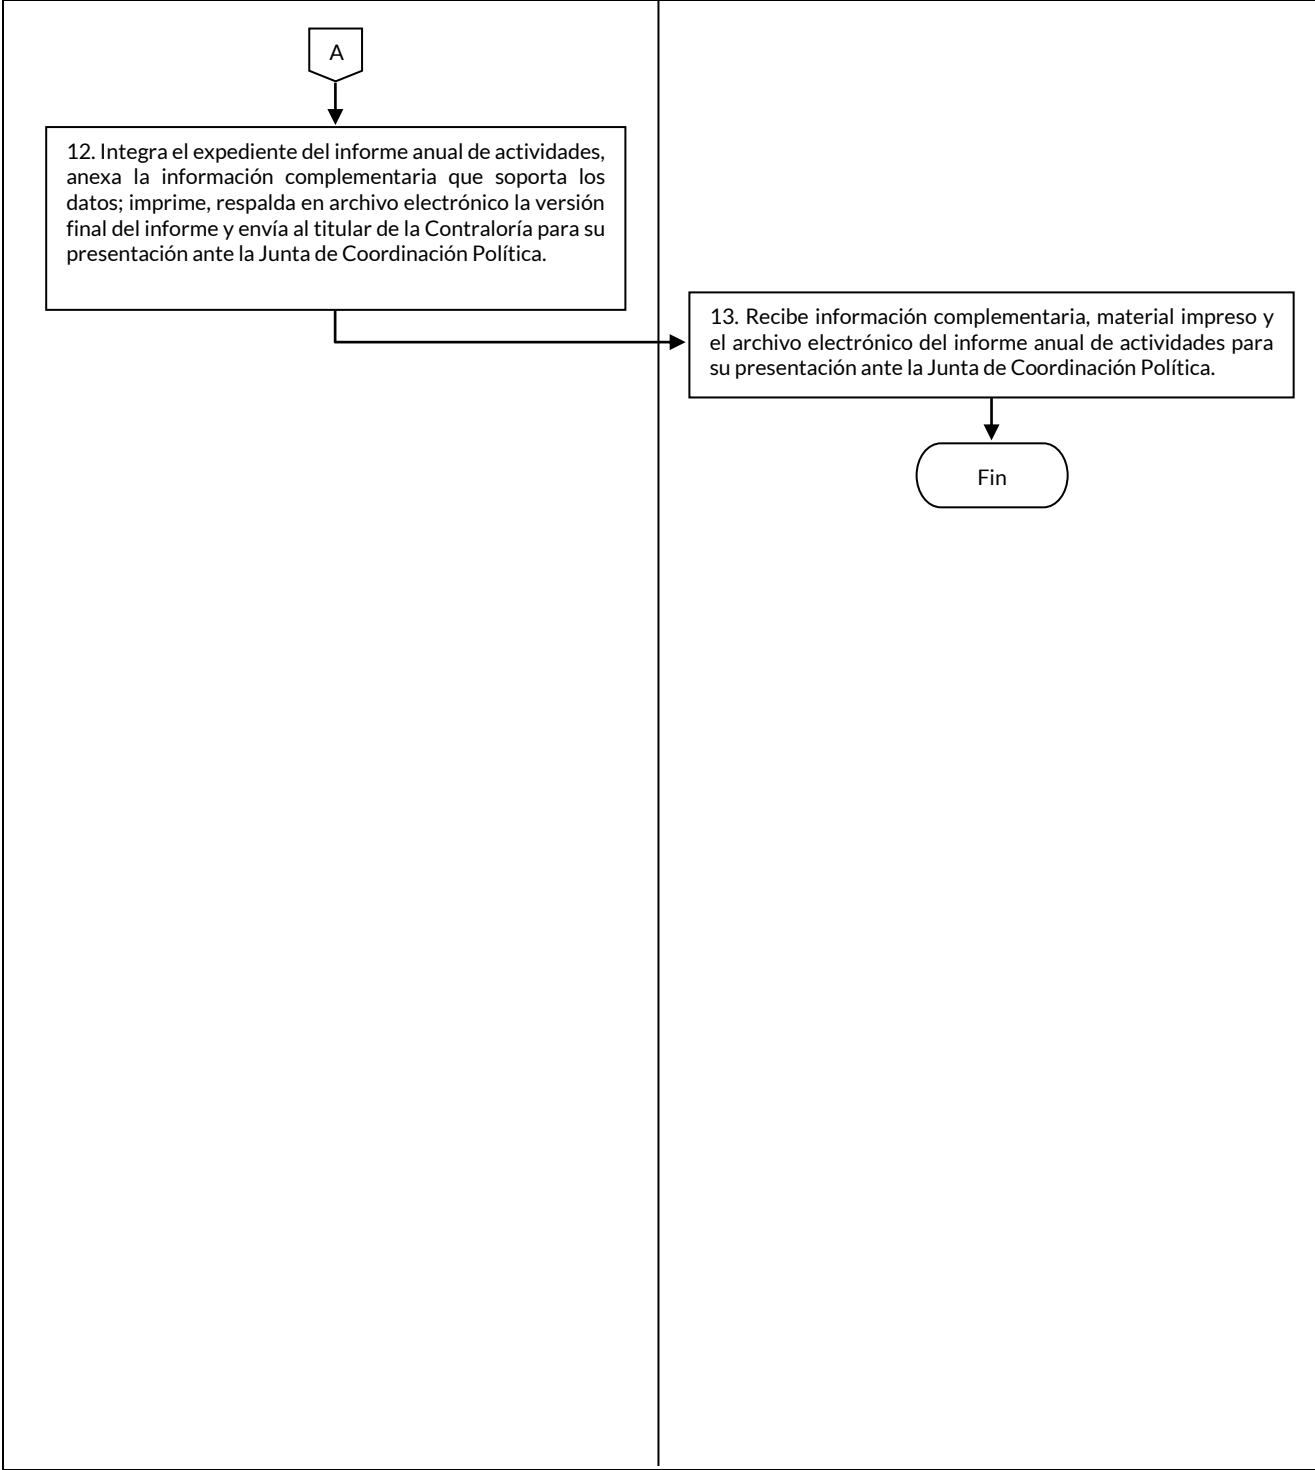 A
12. Integra el expediente del informe anual de actividades,
anexa la información complementaria que soporta los
datos; imprime, respalda en archivo electrónico la versión
final del informe y envía al titular de la Contraloría para su
presentación ante la Junta de Coordinación Política.
13. Recibe información complementaria, material impreso y
el archivo electrónico del informe anual de actividades para
su presentación ante la Junta de Coordinación Política.
Fin